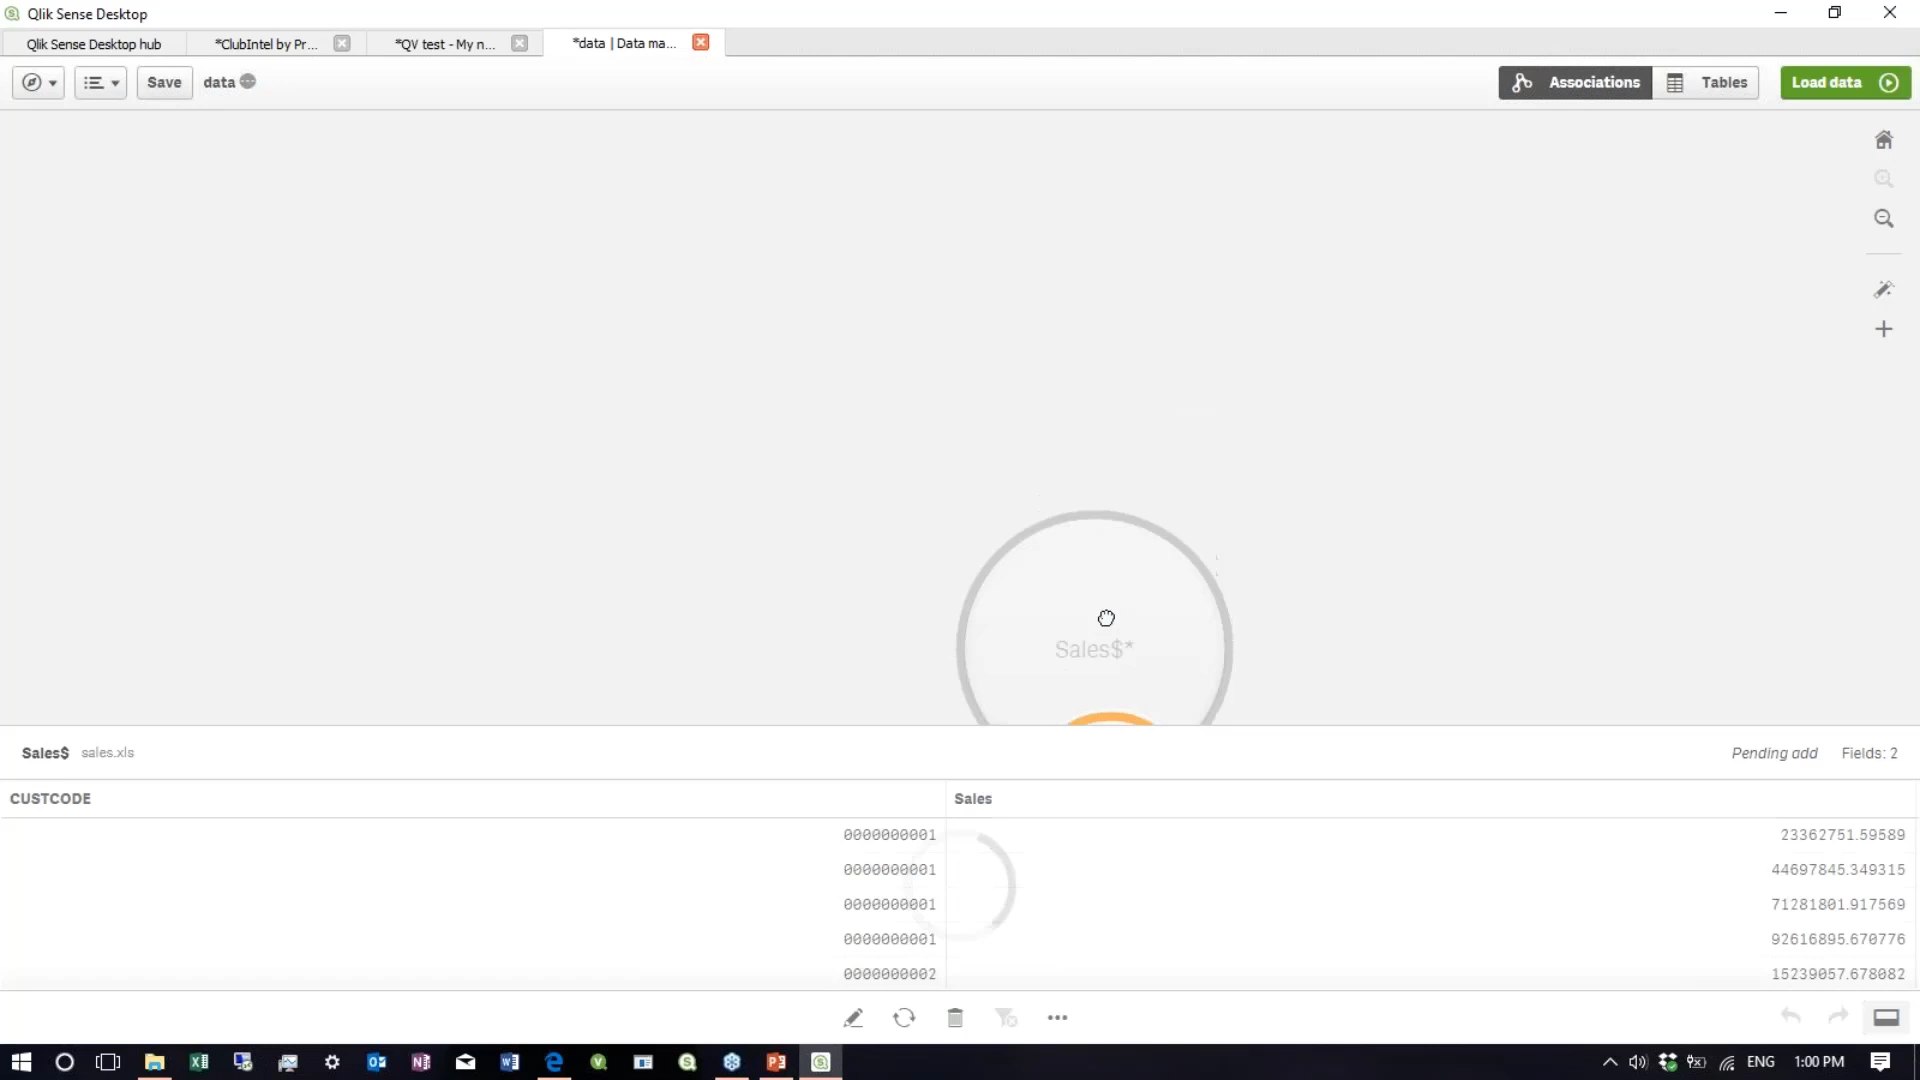 Qlik Sense Desktop
Qlik Sense Desktop hub
*ClubIntel by Pr...
*QV test - My n...
*data | Data ma...
Save
data
Associations
Tables
Load data
Sales$*
Sales$ sales.xls
Pending add
Fields: 2
CUSTCODE
Sales
0000000001
23362751.59589
0000000001
44697845.349315
0000000001
71281801.917569
0000000001
92616895.670776
0000000002
15239057.678082
ENG
1:00 PM